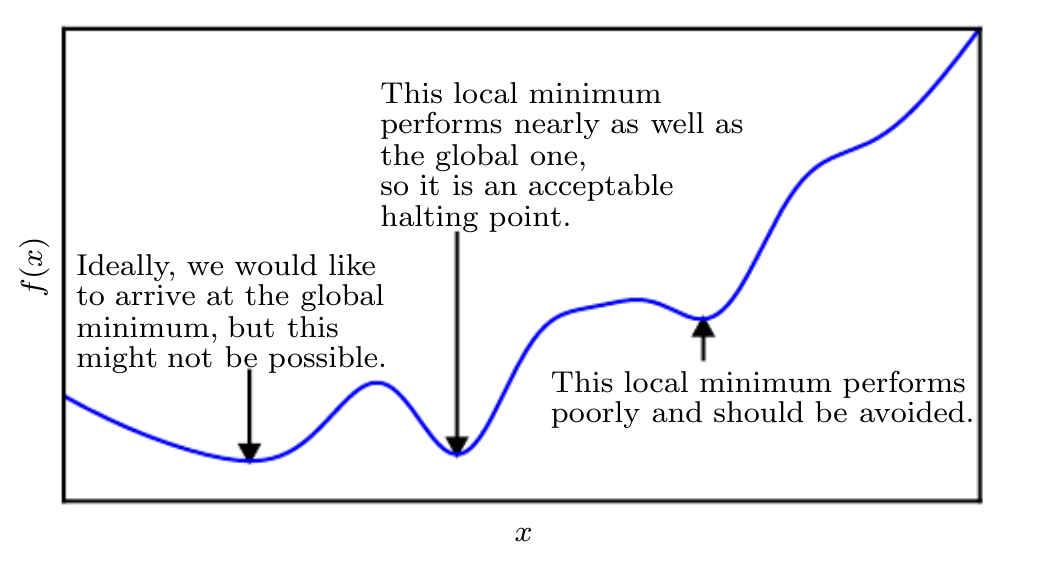 This local minimum
performs nearly as well as
the global one,
so it is an acceptable
halting point.
Ideally, we would like
to arrive at the global
minimum, but this
might not be possible.
This local minimum performs
poorly and should be avoided.
f(x)
x